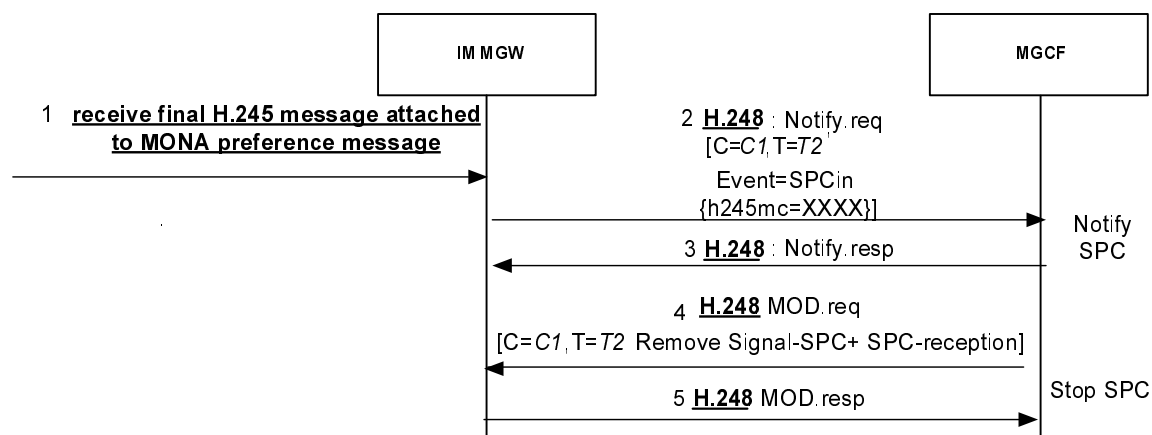 IM MGW
MGCF
1 receive final H.245 message attached
to MONA preference message
2 H.248 : Notify.req
[C=C1,T=T2
Event=SPCin
{h245mc=XXXX}]
Notify
SPC
3 H.248 : Notify.resp
4 H.248 MOD.req
[C=C1,T=T2 Remove Signal-SPC+ SPC-reception]
Stop SPC
5 H.248 MOD.resp